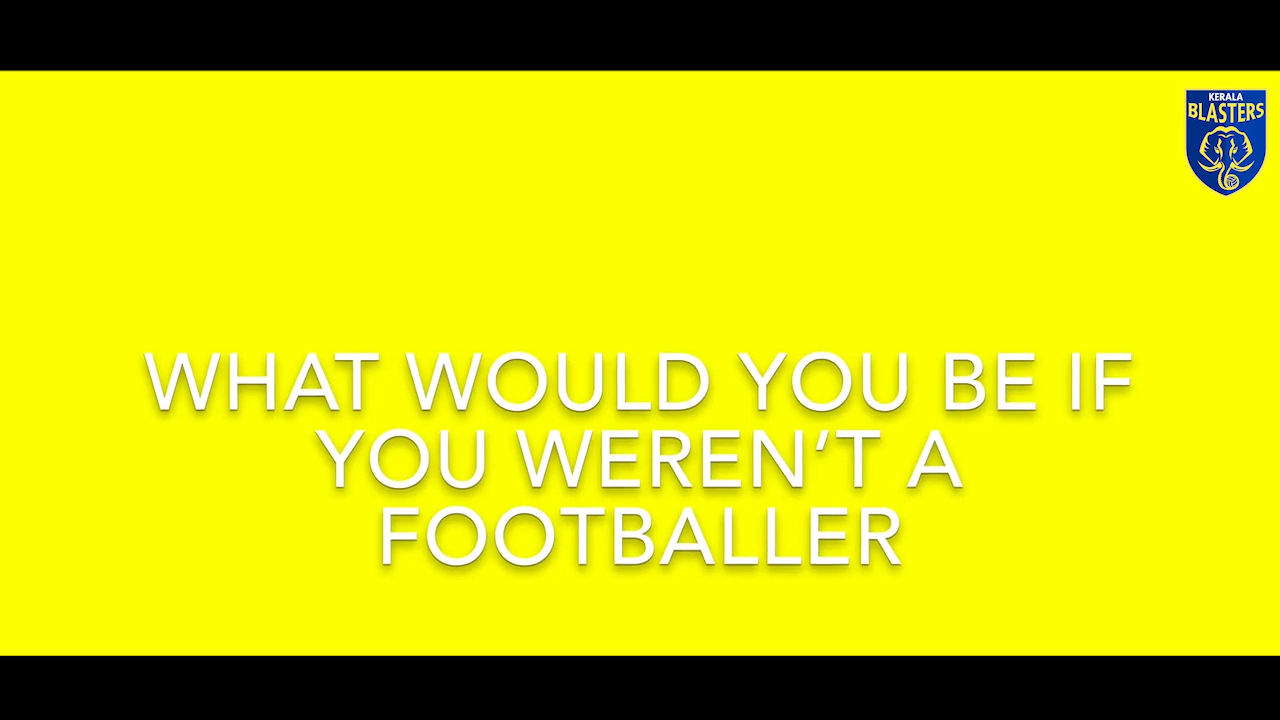 KERALA
BLASTERS
WHAT WOULD YOU BE IF
YOU WEREN'T A
FOOTBALLER